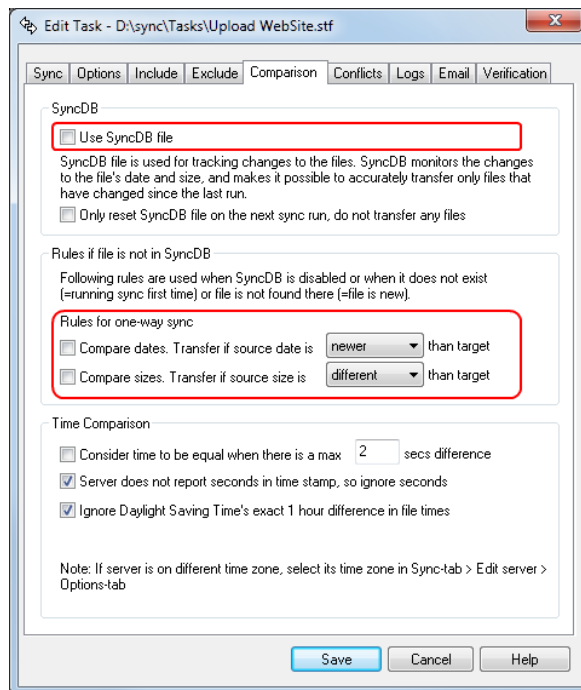 Edit Task - D:\sync\Tasks\Upload WebSite.stf
Sync Options Include Exclude Comparison Conflicts Logs Email Verification
SyncDB
Use SyncDB file
SyncDB file is used for tracking changes to the files. SyncDB monitors the changes
to the file's date and size, and makes it possible to accurately transfer only files that
have changed since the last run.
Only reset SyncDB file on the next sync run, do not transfer any files
Rules if file is not in SyncDB
Following rules are used when SyncDB is disabled or when it does not exist
(=running sync first time) or file is not found there (=file is new).
Rules for one-way sync
Compare dates. Transfer if source date is newer than target
Compare sizes. Transfer if source size is different than target
Time Comparison
Consider time to be equal when there is a max 2 secs difference
Server does not report seconds in time stamp, so ignore seconds
Ignore Daylight Saving Time's exact 1 hour difference in file times
Note: If server is on different time zone, select its time zone in Sync-tab > Edit server >
Options-tab
Save Cancel Help